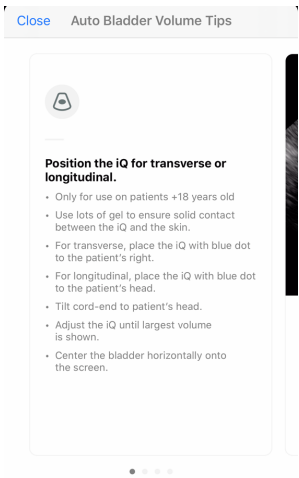 Close Auto Bladder Volume Tips
Position the iQ for transverse or
longitudinal.
• Only for use on patients +18 years old
• Use lots of gel to ensure solid contact
between the iQ and the skin.
• For transverse, place the iQ with blue dot
to the patient's right.
• For longitudinal, place the iQ with blue dot
to the patient's head.
• Tilt cord-end to patient's head.
• Adjust the iQ until largest volume
is shown.
• Center the bladder horizontally onto
the screen.